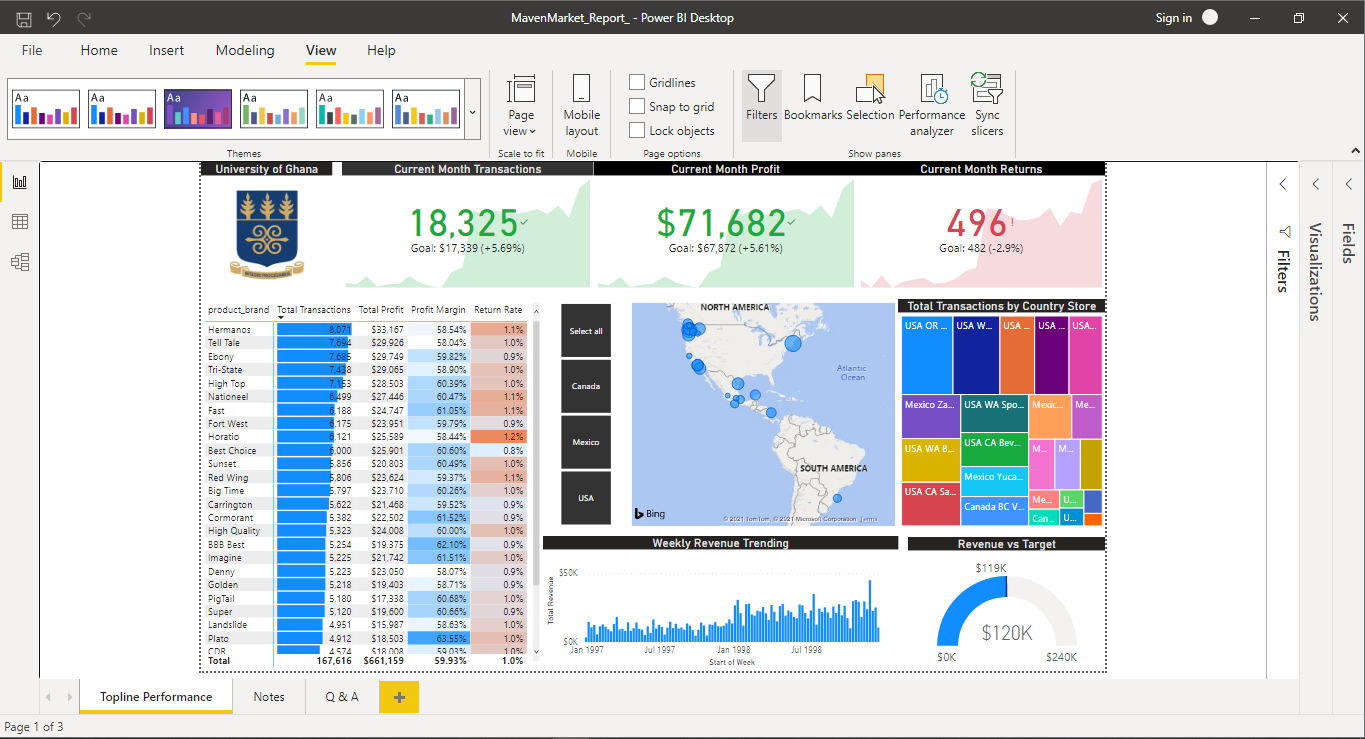 MavenMarket_Report_ - Power BI Desktop
Sign in
File Home Insert Modeling View Help
Aa Aa Aa Aa Aa Aa
Page view
Mobile layout
Gridlines
Snap to grid
Lock objects
Filters
Bookmarks
Selection
Performance analyzer
Sync slicers
Themes
Scale to fit
Mobile
Page options
Show panes
University of Ghana
Current Month Transactions
Current Month Profit
Current Month Returns
18,325
Goal: $17,339 (+5.69%)
$71,682
Goal: $67,872 (+5.61%)
496!
Goal: 482 (-2.9%)
Filters
Visualizations
Fields
product_brand Total Transactions Total Profit Profit Margin Return Rate
Hermanos 8,071 $33,167 58.54% 1.1%
Tell Tale 7,694 $29,926 58.04% 1.0%
Ebony 7,685 $29,749 59.82% 0.9%
Tri-State 7,438 $29,065 58.90% 1.0%
High Top 7,153 $28,503 60.39% 1.0%
Nationeel 6,499 $27,446 60.47% 1.1%
Fast 6,188 $24,747 61.05% 1.1%
Fort West 6,175 $23,951 59.79% 0.9%
Horatio 6,121 $25,589 58.44% 1.2%
Best Choice 6,000 $25,901 60.60% 0.8%
Sunset 5,856 $20,803 60.49% 1.0%
Red Wing 5,806 $23,624 59.37% 1.1%
Big Time 5,797 $23,710 60.26% 1.0%
Carrington 5,622 $21,468 59.52% 0.9%
Cormorant 5,382 $22,502 61.52% 0.9%
High Quality 5,323 $24,008 60.00% 1.0%
BBB Best 5,254 $19,375 62.10% 0.9%
Imagine 5,225 $21,742 61.51% 1.0%
Denny 5,223 $23,050 58.07% 0.9%
Golden 5,218 $19,403 58.71% 0.9%
PigTail 5,180 $17,338 60.68% 1.0%
Super 5,120 $19,600 60.66% 0.9%
Landslide 4,951 $15,987 58.63% 1.0%
Plato 4,912 $18,503 63.55% 1.0%
CDR 4,574 $18,008 59.03% 1.0%
Total 167,616 $661,159 59.93% 1.0%
Select all
Canada
Mexico
USA
NORTH AMERICA
Atlantic
Ocean
SOUTH AMERICA
Bing
© 2021 TomTom, © 2021 Microsoft Corporation Terms
Total Transactions by Country Store
USA OR ... USA W... USA ... USA ... USA...
Mexico Za... USA WA Spo... Mexic... Me...
USA WA B... USA CA Bev... M... M...
Mexico Yuca...
USA CA Sa... Canada BC V... Me... U...
Can... U...
Weekly Revenue Trending
Total Revenue
$50K
$0K
Jan 1997 Jul 1997 Jan 1998 Jul 1998
Start of Week
Revenue vs Target
$119K
$120K
$0K $240K
Topline Performance Notes Q & A +
Page 1 of 3